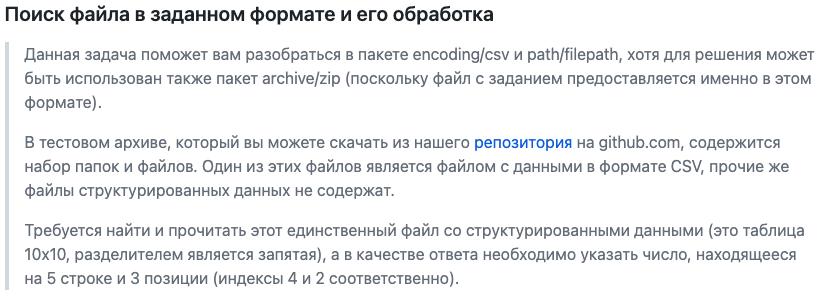 Поиск файла в заданном формате и его обработка
Данная задача поможет вам разобраться в пакете encoding/csv и path/filepath, хотя для решения может
быть использован также пакет archive/zip (поскольку файл с заданием предоставляется именно в этом
формате).
В тестовом архиве, который вы можете скачать из нашего репозитория на github.com, содержится
набор папок и файлов. Один из этих файлов является файлом с данными в формате CSV, прочие же
файлы структурированных данных не содержат.
Требуется найти и прочитать этот единственный файл со структурированными данными (это таблица
10x10, разделителем является запятая), а в качестве ответа необходимо указать число, находящееся
на 5 строке и 3 позиции (индексы 4 и 2 соответственно).